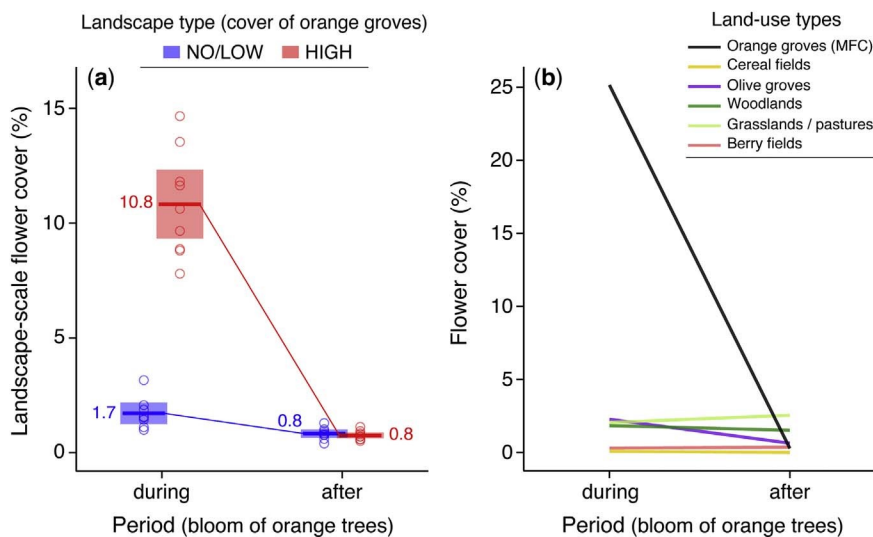 Landscape type (cover of orange groves)
NO/LOW HIGH
(a)
Landscape-scale flower cover (%)
15
10
5
0
10.8
1.7
0.8
0.8
during after
Period (bloom of orange trees)
Land-use types
Orange groves (MFC)
Cereal fields
Olive groves
Woodlands
Grasslands / pastures
Berry fields
(b)
Flower cover (%)
25
20
15
10
5
0
during after
Period (bloom of orange trees)